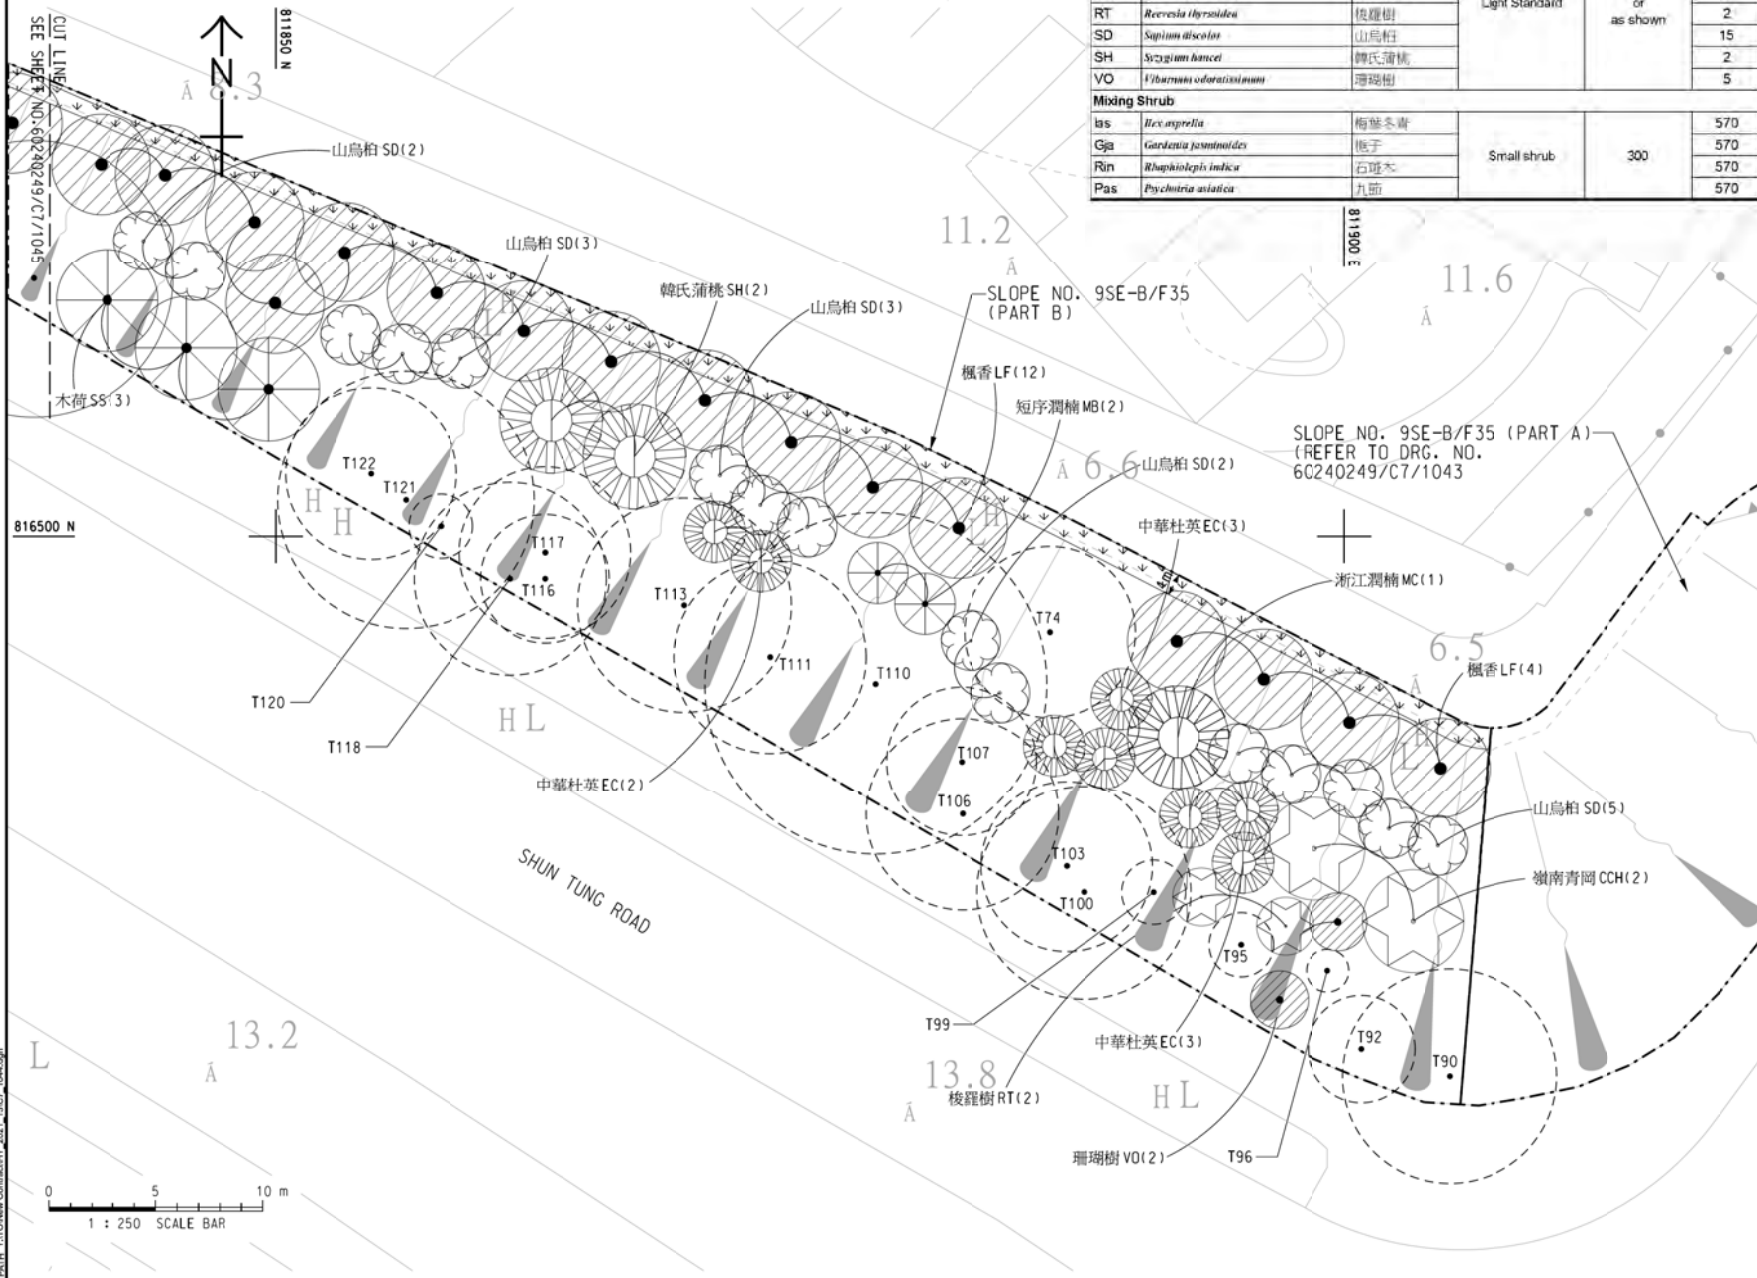 CUT LINE
SEE SHEET NO.60240249/C7/1045
N
811850 N
8.3
Light Standard
or
as shown
RT Reevesia thyrsoidea 梭羅樹 2
SD Sapium discolor 山烏桕 15
SH Syzygium hancei 韓氏蒲桃 2
VO Viburnum odoratissimum 珊瑚樹 5
Mixing Shrub
Ias Ilex asprella 梅葉冬青 570
Gja Gardenia jasminoides 梔子 570
Rin Rhaphiolepis indica 石斑木 570
Pas Psychotria asiatica 九節 570
Small shrub 300
山烏桕 SD(2)
山烏桕 SD(3)
韓氏蒲桃 SH(2)
山烏桕 SD(3)
11.2
SLOPE NO. 9SE-B/F35
(PART B)
811900 E
11.6
楓香 LF(12)
短序潤楠 MB(2)
木荷 SS(3)
6.6
山烏桕 SD(2)
SLOPE NO. 9SE-B/F35 (PART A)
(REFER TO DRG. NO.
60240249/C7/1043
T122
T121
H
H
816500 N
中華杜英 EC(3)
T117
T116
T113
浙江潤楠 MC(1)
4m
T74
T111
T110
6.5
楓香 LF(4)
T120
H L
T118
T107
中華杜英 EC(2)
T106
山烏桕 SD(5)
SHUN TUNG ROAD
T103
T100
嶺南青岡 CCH(2)
T95
T99
中華杜英 EC(3)
13.2
L
T92
T90
13.8
梭羅樹 RT(2)
H L
珊瑚樹 VO(2)
T96
0 5 10 m
1 : 250 SCALE BAR